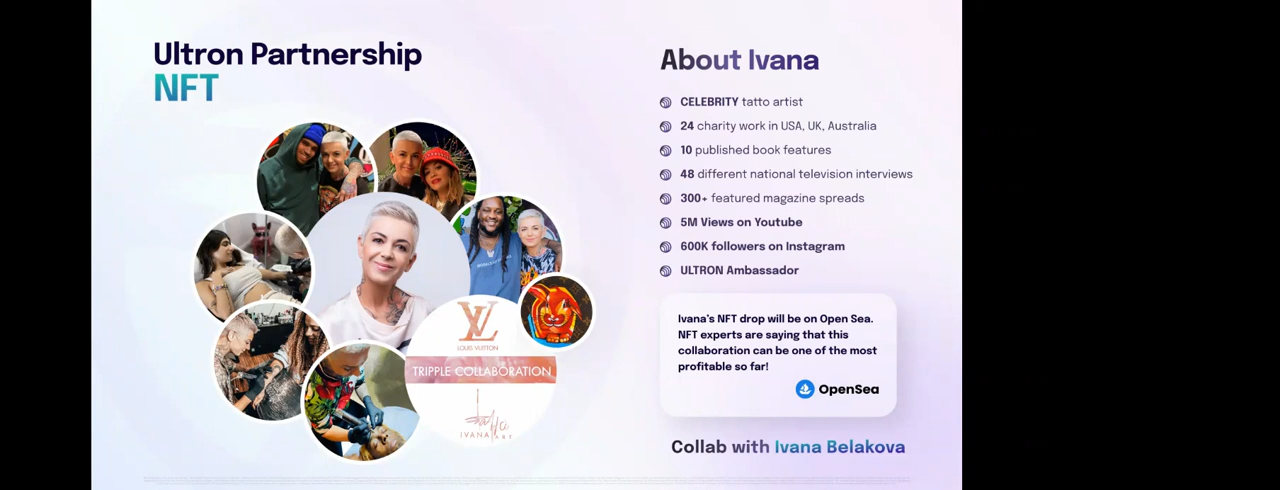 Ultron Partnership
NFT
About Ivana
CELEBRITY tatto artist
24 charity work in USA, UK, Australia
10 published book features
48 different national television interviews
300+ featured magazine spreads
5M Views on Youtube
600K followers on Instagram
ULTRON Ambassador
LOUIS VUITTON
TRIPPLE COLLABORATION
IVANA ART
Ivana's NFT drop will be on Open Sea.
NFT experts are saying that this
collaboration can be one of the most
profitable so far!
OpenSea
Collab with Ivana Belakova